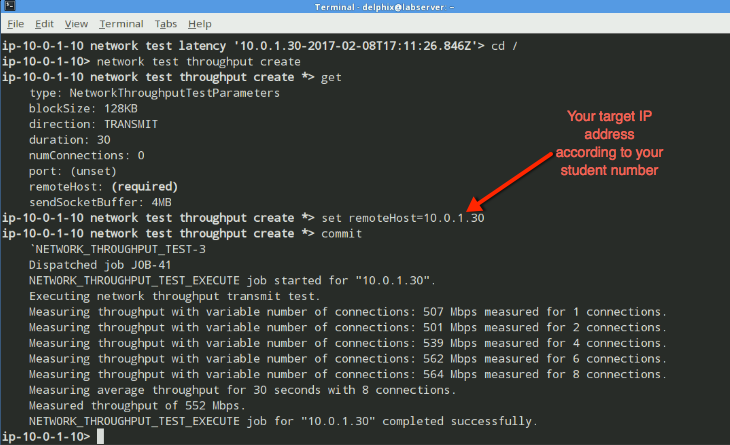 Terminal - delphix@labserver ~
File Edit View Terminal Tabs Help
ip-10-0-1-10 network test latency '10.0.1.30-2017-02-08T17:11:26.846Z'> cd /
ip-10-0-1-10> network test throughput create
ip-10-0-1-10 network test throughput create *> get
type: NetworkThroughputTestParameters
blockSize: 128KB
direction: TRANSMIT
duration: 30
numConnections: 0
port: (unset)
remoteHost: (required)
sendSocketBuffer: 4MB
ip-10-0-1-10 network test throughput create *> set remoteHost=10.0.1.30
ip-10-0-1-10 network test throughput create *> commit
`NETWORK_THROUGHPUT_TEST-3
Dispatched job JOB-41
NETWORK_THROUGHPUT_TEST_EXECUTE job started for "10.0.1.30".
Executing network throughput transmit test.
Measuring throughput with variable number of connections: 507 Mbps measured for 1 connections.
Measuring throughput with variable number of connections: 501 Mbps measured for 2 connections.
Measuring throughput with variable number of connections: 539 Mbps measured for 4 connections.
Measuring throughput with variable number of connections: 562 Mbps measured for 6 connections.
Measuring throughput with variable number of connections: 564 Mbps measured for 8 connections.
Measuring average throughput for 30 seconds with 8 connections.
Measured throughput of 552 Mbps.
NETWORK_THROUGHPUT_TEST_EXECUTE job for "10.0.1.30" completed successfully.
ip-10-0-1-10>
Your target IP
address
according to your
student number